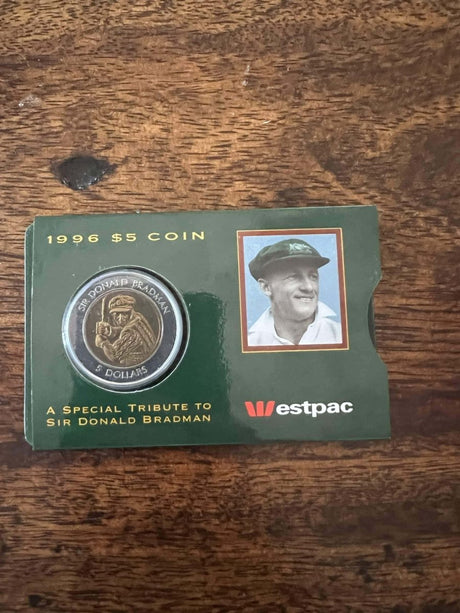 1996 $5 COIN
SIR DONALD BRADMAN
5 DOLLARS
A SPECIAL TRIBUTE TO
SIR DONALD BRADMAN
Westpac